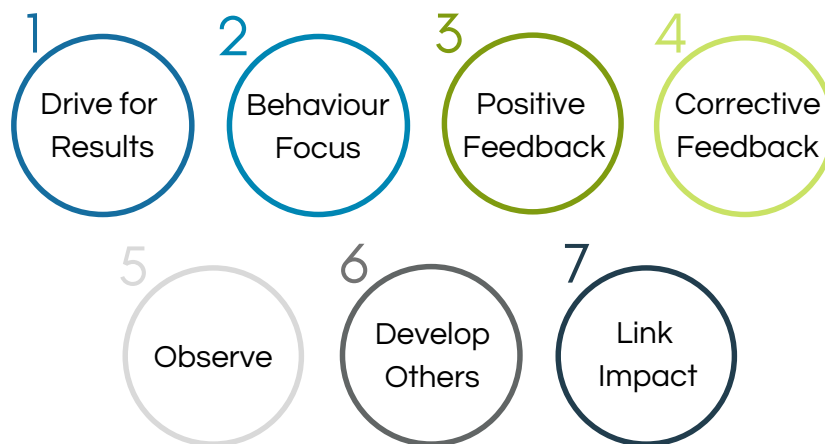 1
Drive for
Results
2
Behaviour
Focus
3
Positive
Feedback
4
Corrective
Feedback
5
Observe
6
Develop
Others
7
Link
Impact